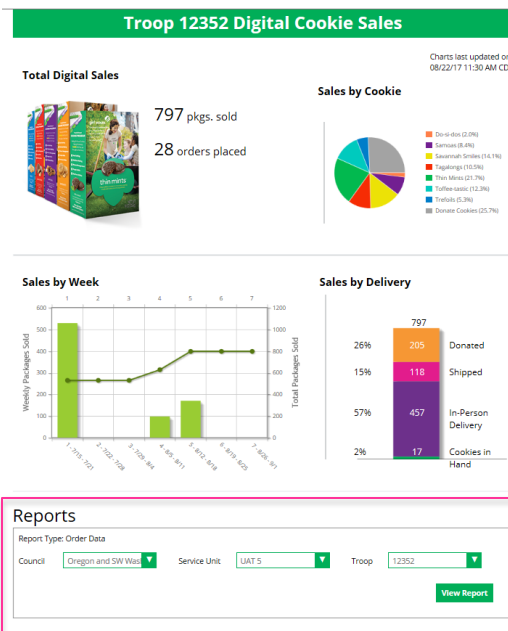 Troop 12352 Digital Cookie Sales
Charts last updated on
08/22/17 11:30 AM CD
Total Digital Sales
797 pkgs. sold
28 orders placed
thin mints
Sales by Cookie
Do-si-dos (2.0%)
Samoas (8.4%)
Savannah Smiles (14.1%)
Tagalongs (10.5%)
Thin Mints (21.7%)
Toffee-tastic (12.3%)
Trefoils (5.3%)
Donate Cookies (25.7%)
Sales by Week
1 2 3 4 5 6 7
600
500
400
300
200
100
0
Weekly Packages Sold
1200
1000
800
600
400
200
0
Total Packages Sold
1 - 7/15 - 7/21
2 - 7/22 - 7/28
3 - 7/29 - 8/4
4 - 8/5 - 8/11
5 - 8/12 - 8/18
6 - 8/19 - 8/25
7 - 8/26 - 9/1
Sales by Delivery
797
26% 205 Donated
15% 118 Shipped
57% 457 In-Person
Delivery
2% 17 Cookies in
Hand
Reports
Report Type: Order Data
Council Oregon and SW Was Service Unit UAT 5 Troop 12352
View Report